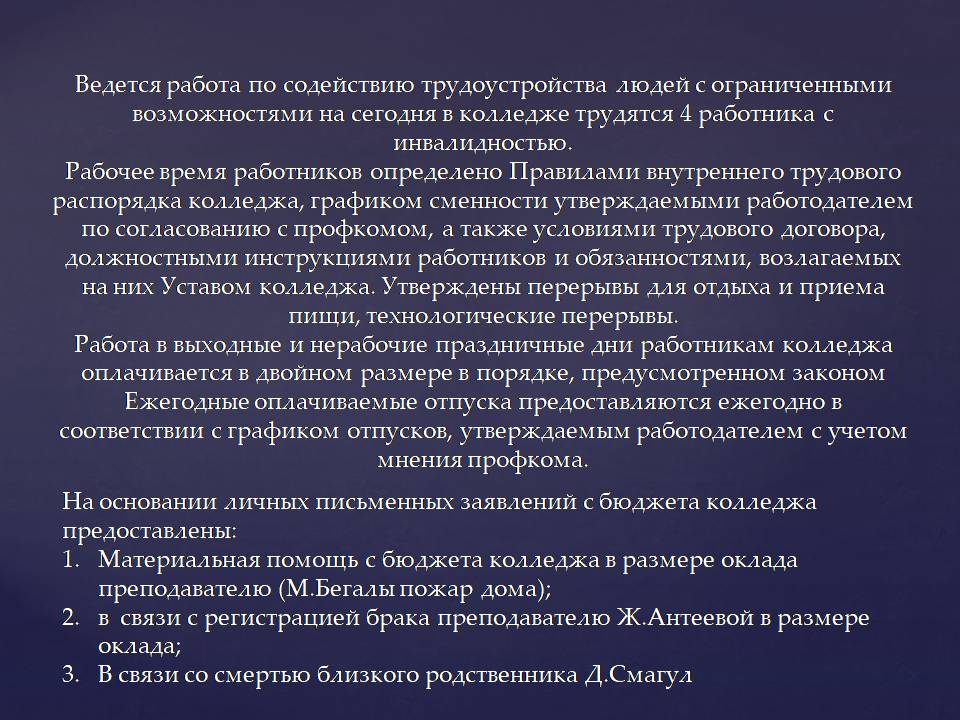 Ведется работа по содействию трудоустройства людей с ограниченными
возможностями на сегодня в колледже трудятся 4 работника с
инвалидностью.
Рабочее время работников определено Правилами внутреннего трудового
распорядка колледжа, графиком сменности утверждаемыми работодателем
по согласованию с профкомом, а также условиями трудового договора,
должностными инструкциями работников и обязанностями, возлагаемых
на них Уставом колледжа. Утверждены перерывы для отдыха и приема
пищи, технологические перерывы.
Работа в выходные и нерабочие праздничные дни работникам колледжа
оплачивается в двойном размере в порядке, предусмотренном законом
Ежегодные оплачиваемые отпуска предоставляются ежегодно в
соответствии с графиком отпусков, утверждаемым работодателем с учетом
мнения профкома.
На основании личных письменных заявлений с бюджета колледжа
предоставлены:
1. Материальная помощь с бюджета колледжа в размере оклада
преподавателю (М.Бегалы пожар дома);
2. в связи с регистрацией брака преподавателю Ж.Антеевой в размере
оклада;
3. В связи со смертью близкого родственника Д.Смагул